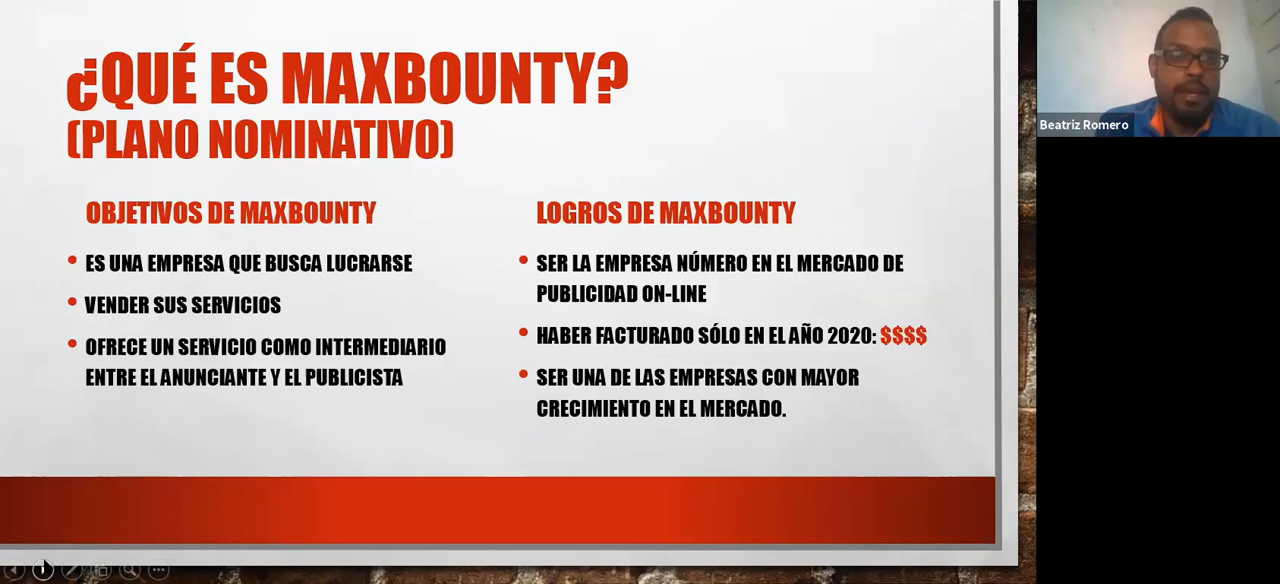 ¿QUÉ ES MAXBOUNTY?
(PLANO NOMINATIVO)
OBJETIVOS DE MAXBOUNTY
• ES UNA EMPRESA QUE BUSCA LUCRARSE
• VENDER SUS SERVICIOS
• OFRECE UN SERVICIO COMO INTERMEDIARIO
ENTRE EL ANUNCIANTE Y EL PUBLICISTA
LOGROS DE MAXBOUNTY
• SER LA EMPRESA NÚMERO EN EL MERCADO DE
PUBLICIDAD ON-LINE
• HABER FACTURADO SÓLO EN EL AÑO 2020: $$$$
• SER UNA DE LAS EMPRESAS CON MAYOR
CRECIMIENTO EN EL MERCADO.
Beatriz Romero